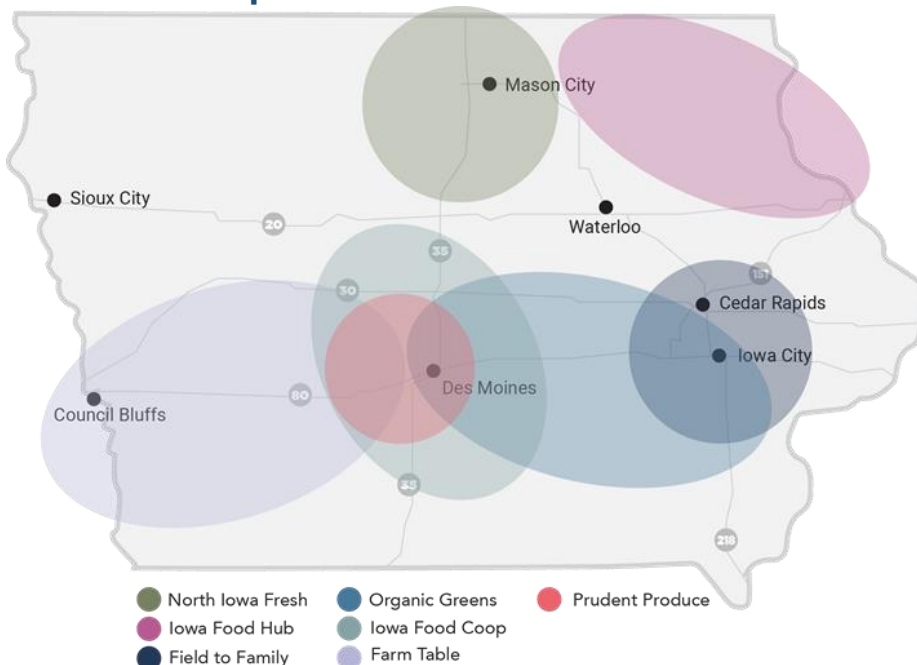 Mason City
Sioux City
20
Waterloo
35
151
30
Cedar Rapids
Iowa City
80
Des Moines
Council Bluffs
35
218
North Iowa Fresh
Organic Greens
Prudent Produce
Iowa Food Hub
Iowa Food Coop
Field to Family
Farm Table